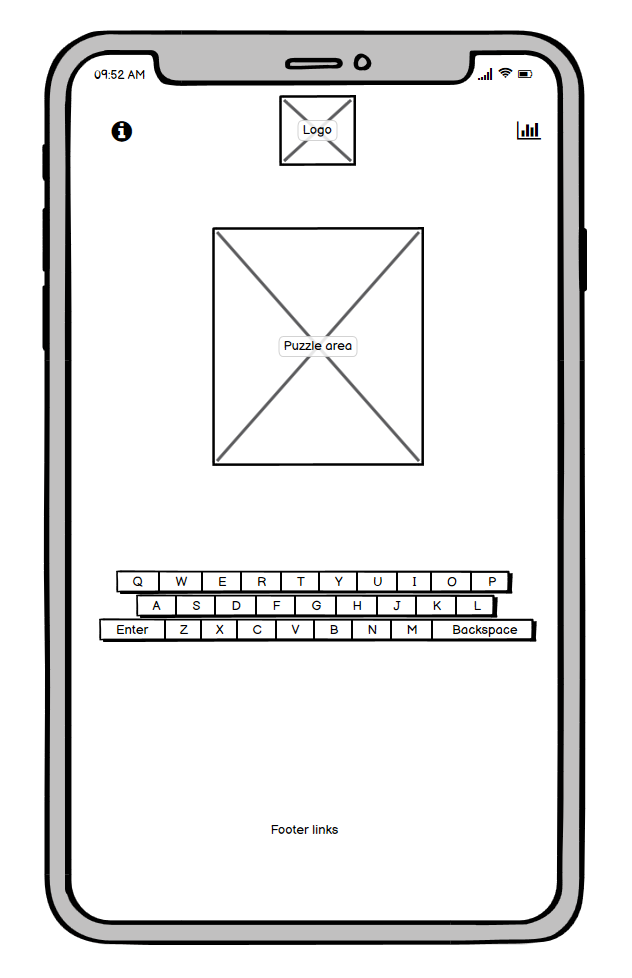 09:52 AM
Logo
Puzzle area
Q W E R T Y U I O P
A S D F G H J K L
Enter Z X C V B N M Backspace
Footer links